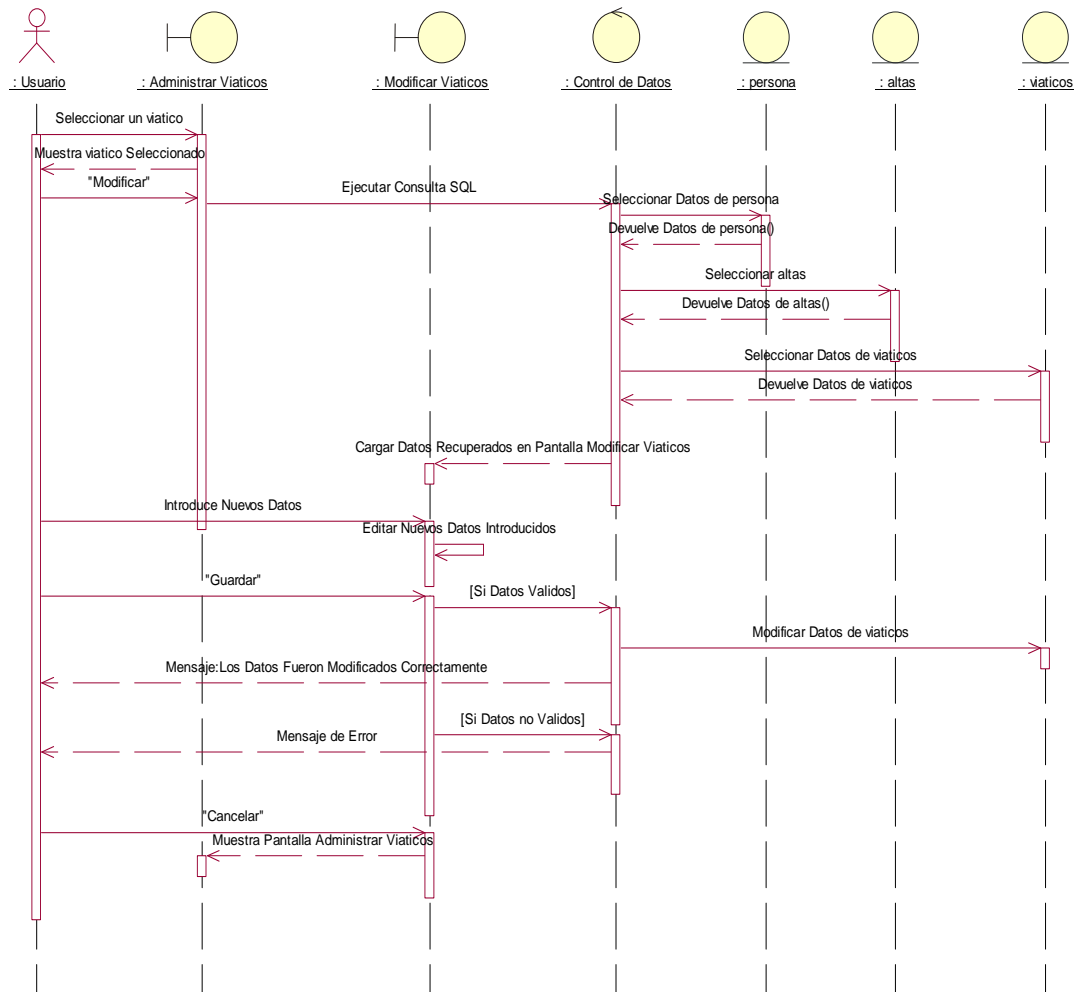 : Usuario
: Administrar Viaticos
: Modificar Viaticos
: Control de Datos
: persona
: altas
: viaticos
Seleccionar un viatico
Muestra viatico Seleccionado
"Modificar"
Ejecutar Consulta SQL
Seleccionar Datos de persona
Devuelve Datos de persona()
Seleccionar altas
Devuelve Datos de altas()
Seleccionar Datos de viaticos
Devuelve Datos de viaticos
Cargar Datos Recuperados en Pantalla Modificar Viaticos
Introduce Nuevos Datos
Editar Nuevos Datos Introducidos
"Guardar"
[Si Datos Validos]
Modificar Datos de viaticos
Mensaje:Los Datos Fueron Modificados Correctamente
[Si Datos no Validos]
Mensaje de Error
"Cancelar"
Muestra Pantalla Administrar Viaticos